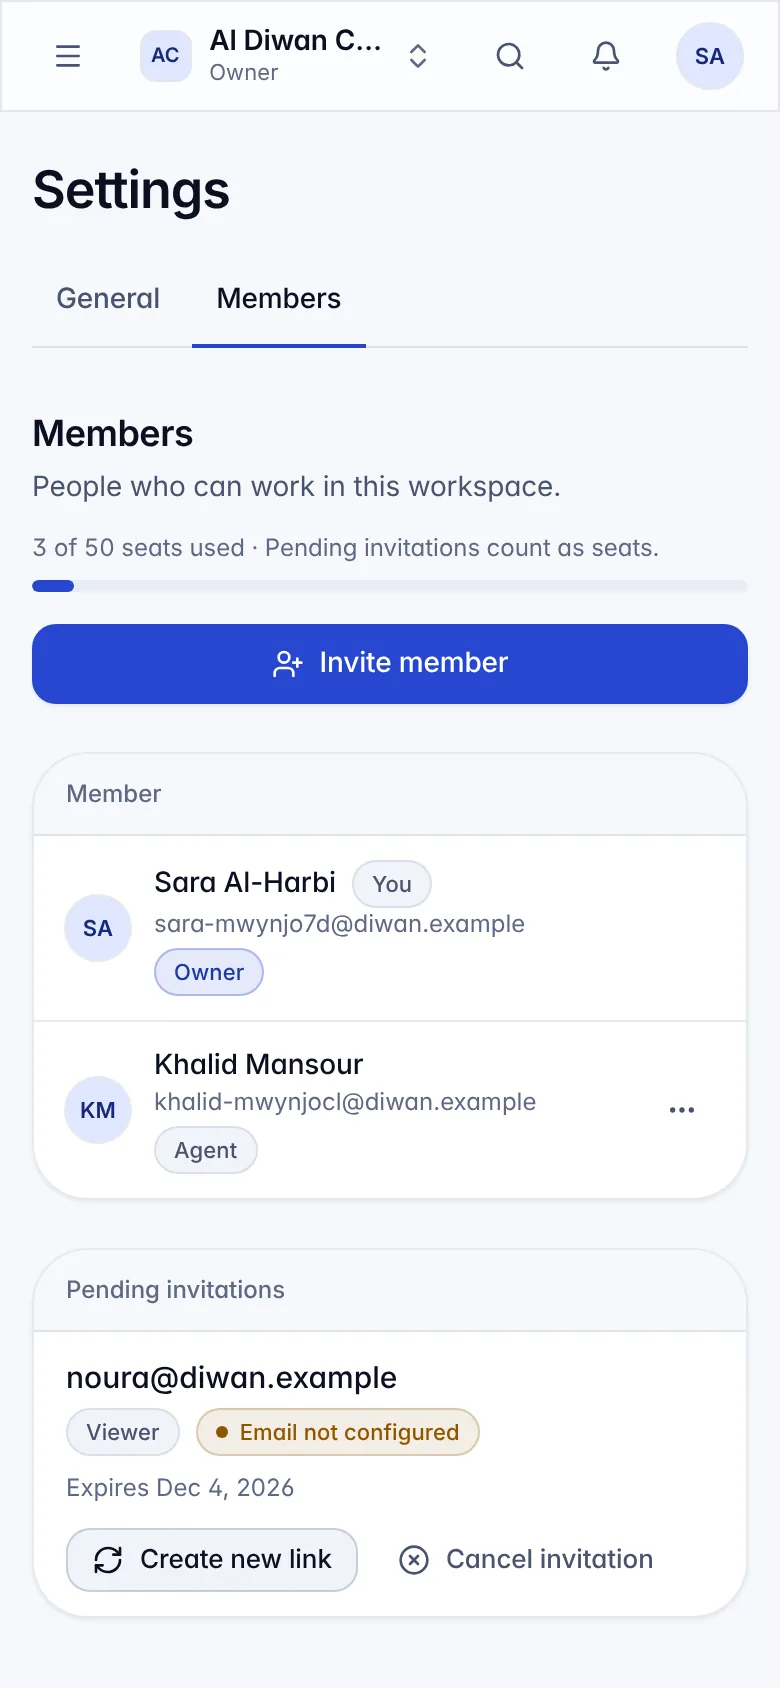 AC
Al Diwan C...
Owner
SA
Settings
General
Members
Members
People who can work in this workspace.
3 of 50 seats used · Pending invitations count as seats.
Invite member
Member
SA
Sara Al-Harbi
You
sara-mwynjo7d@diwan.example
Owner
KM
Khalid Mansour
khalid-mwynjocl@diwan.example
Agent
Pending invitations
noura@diwan.example
Viewer
Email not configured
Expires Dec 4, 2026
Create new link
Cancel invitation